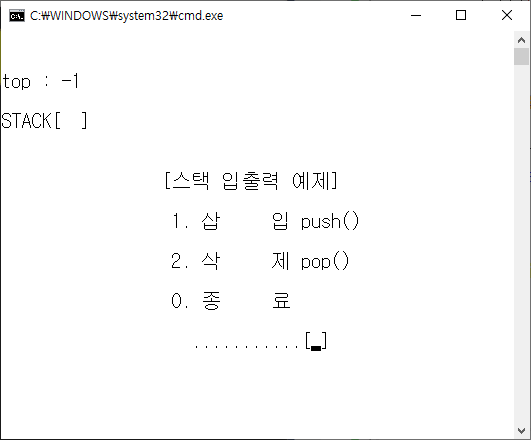 C:₩WINDOWS₩system32₩cmd.exe
top : -1
STACK[ ]
[스택 입출력 예제]
1. 삽 입 push()
2. 삭 제 pop()
0. 종 료
...........[_]